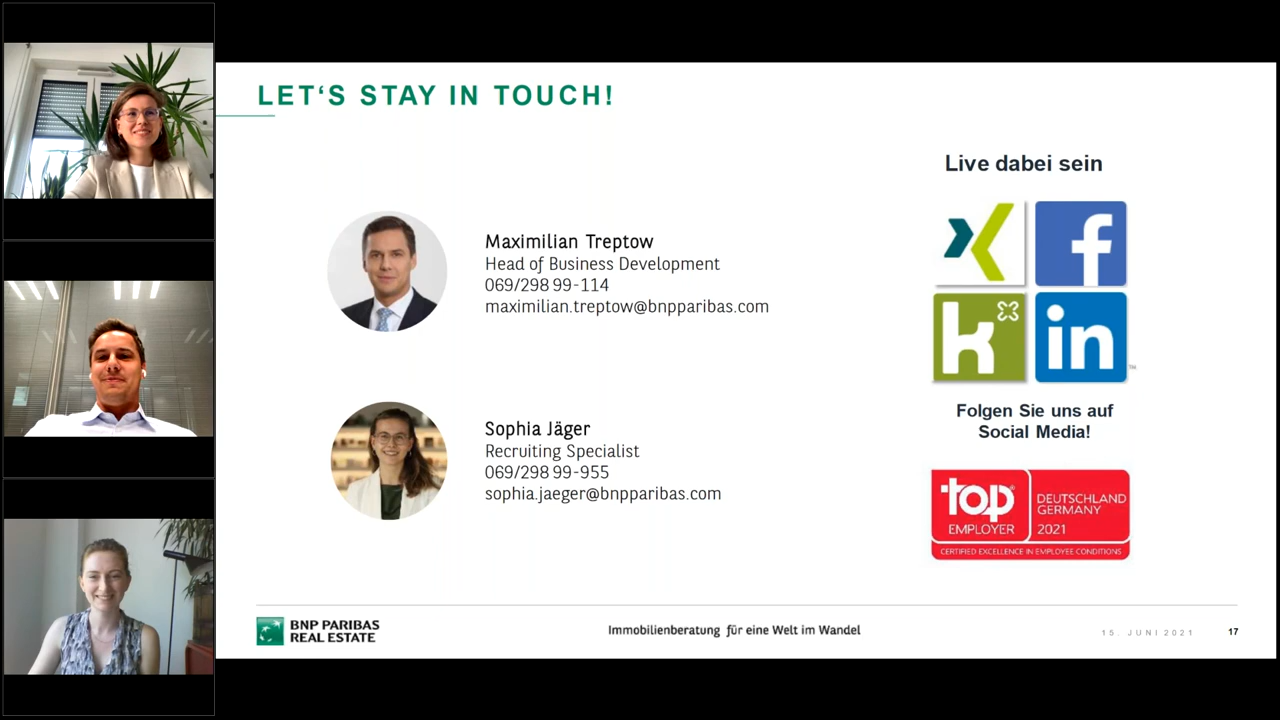 LET‘S STAY IN TOUCH!
Maximilian Treptow
Head of Business Development
069/298 99-114
maximilian.treptow@bnpparibas.com
Sophia Jäger
Recruiting Specialist
069/298 99-955
sophia.jaeger@bnpparibas.com
Live dabei sein
f
k
in
TM
Folgen Sie uns auf
Social Media!
top®
EMPLOYER
DEUTSCHLAND
GERMANY
2021
CERTIFIED EXCELLENCE IN EMPLOYEE CONDITIONS
BNP PARIBAS
REAL ESTATE
Immobilienberatung für eine Welt im Wandel
15. JUNI 2021
17